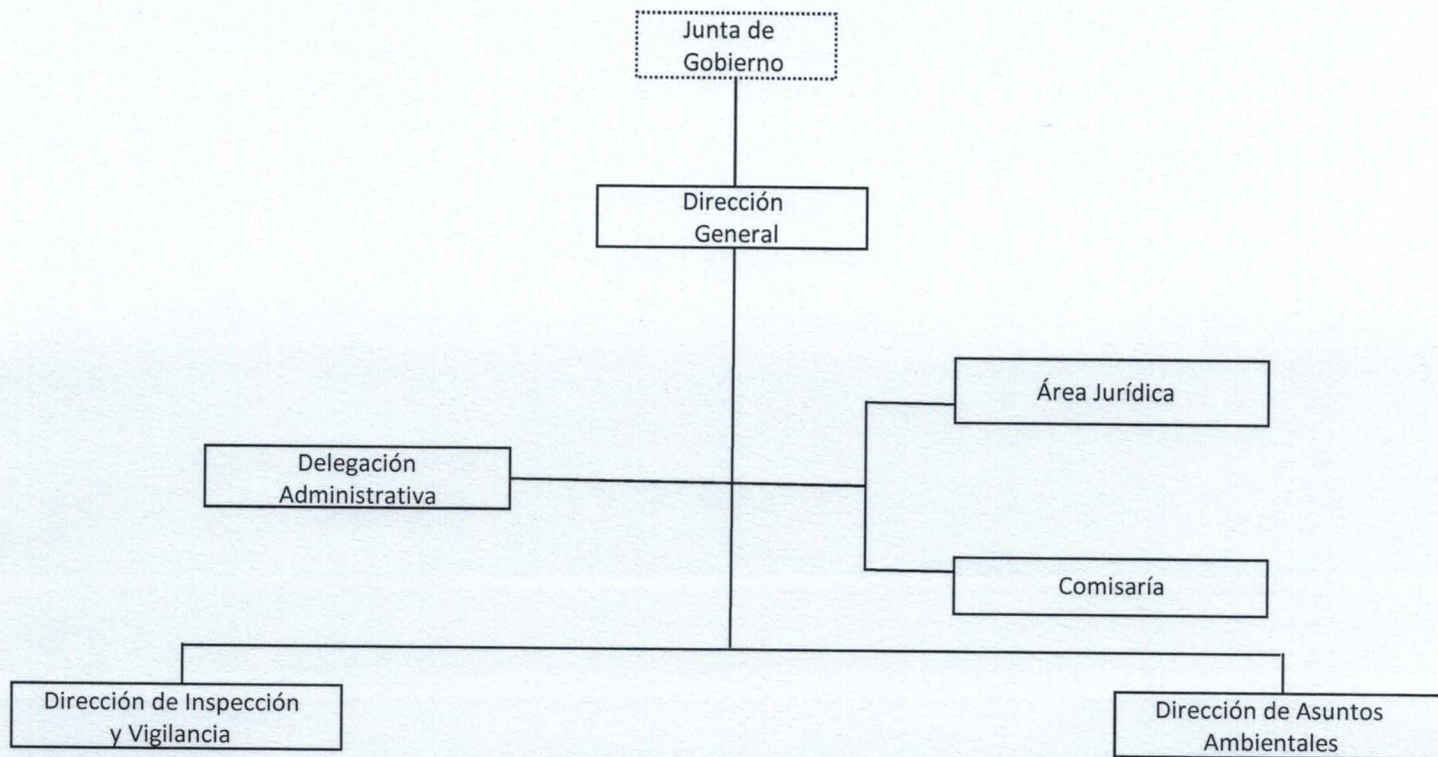 Junta de
Gobierno
Dirección
General
Área Jurídica
Delegación
Administrativa
Comisaría
Dirección de Inspección
y Vigilancia
Dirección de Asuntos
Ambientales